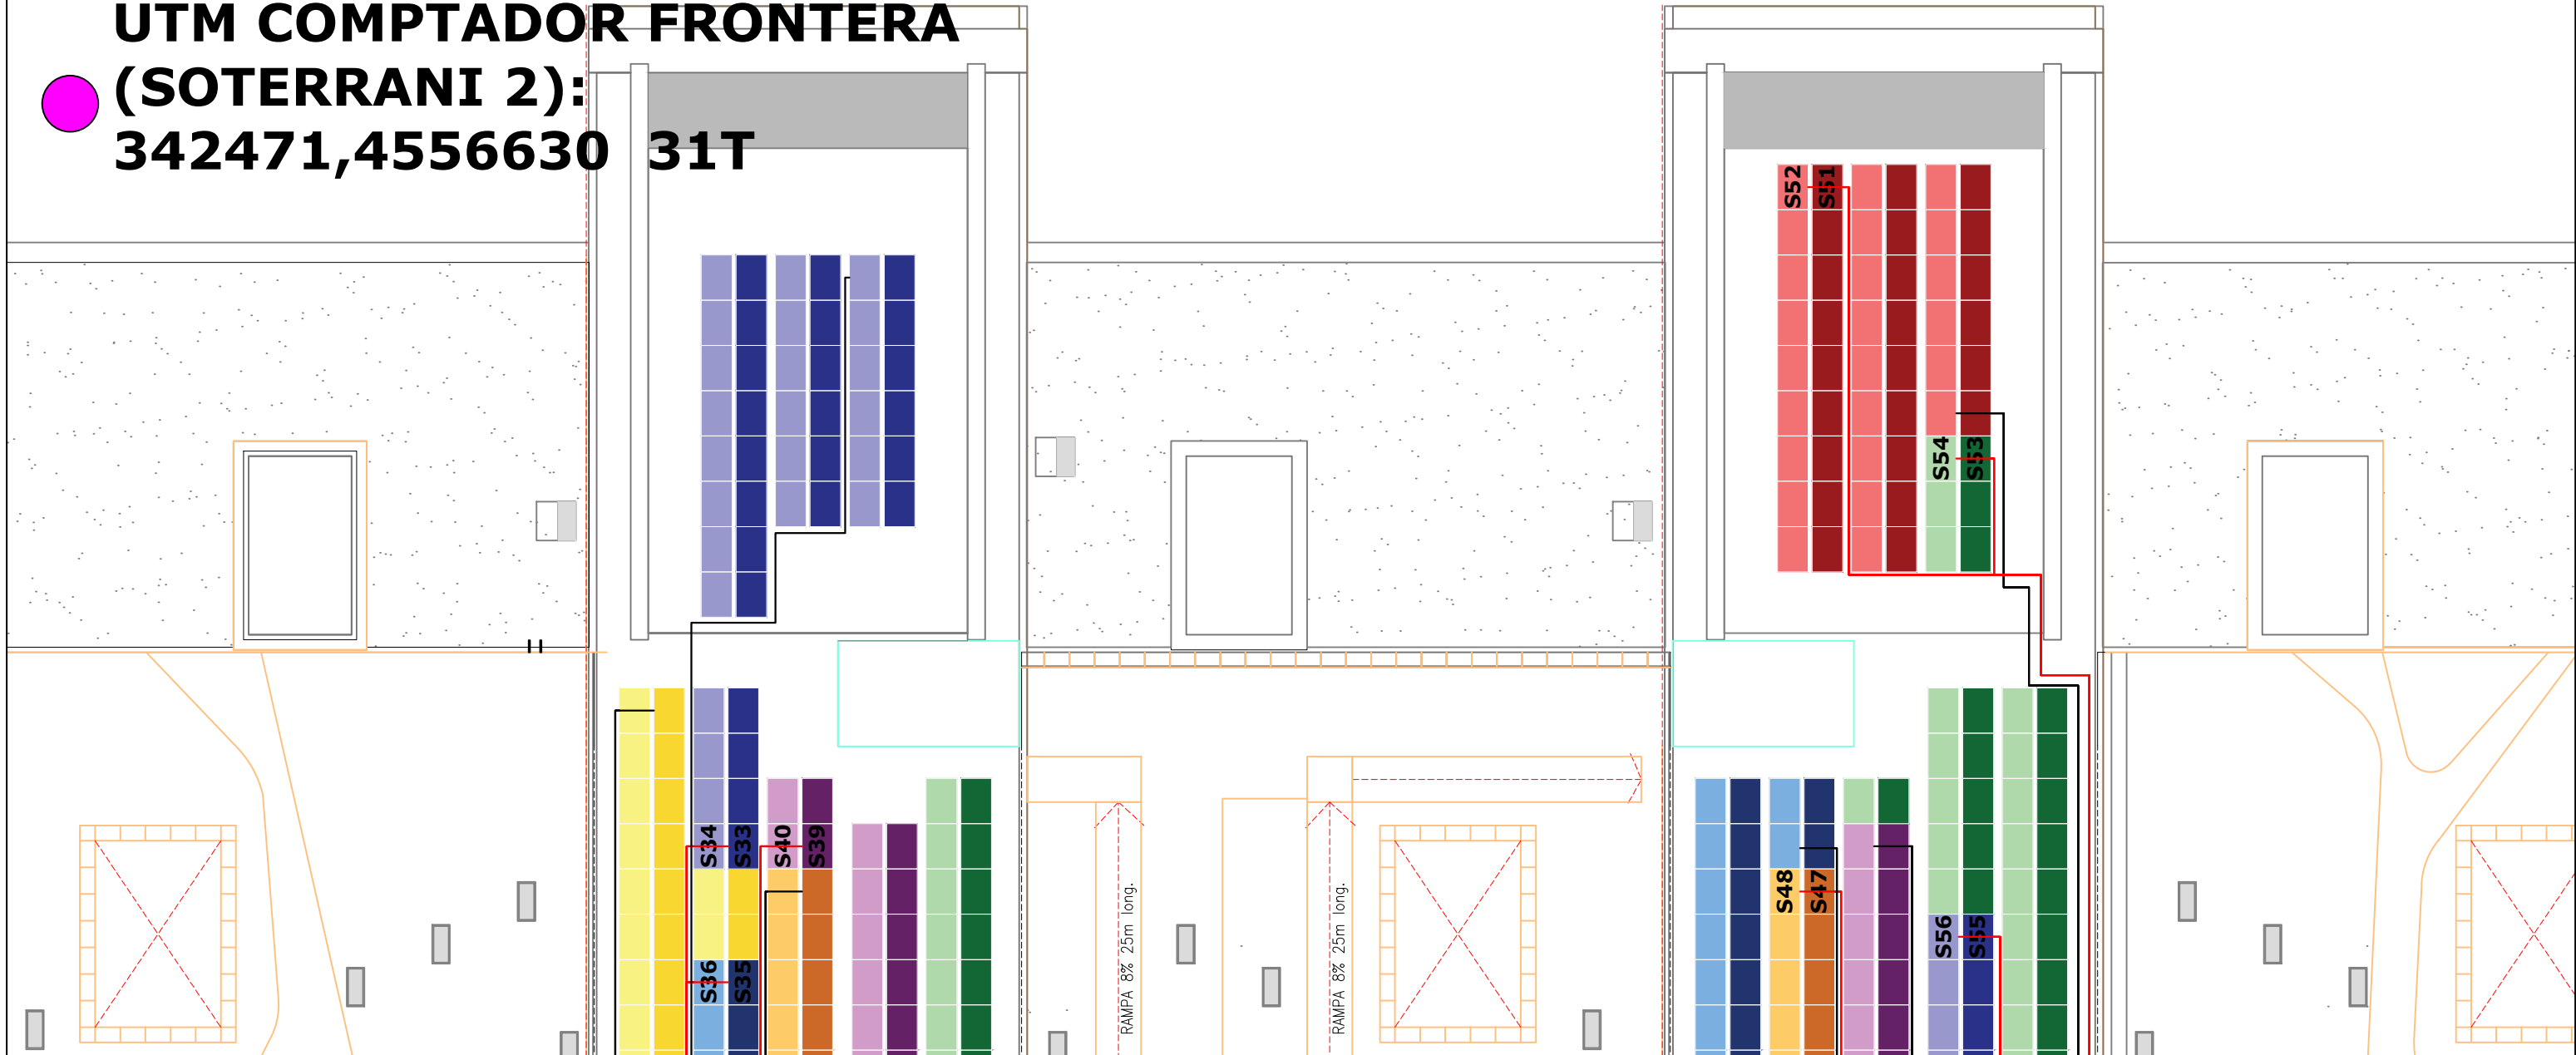 UTM COMPTADOR FRONTERA
(SOTERRANI 2):
342471,4556630 31T
S52
S51
S54
S53
S34
S33
S40
S39
S36
S35
S48
S47
S56
S55
RAMPA 8% 25m long.
RAMPA 8% 25m long.